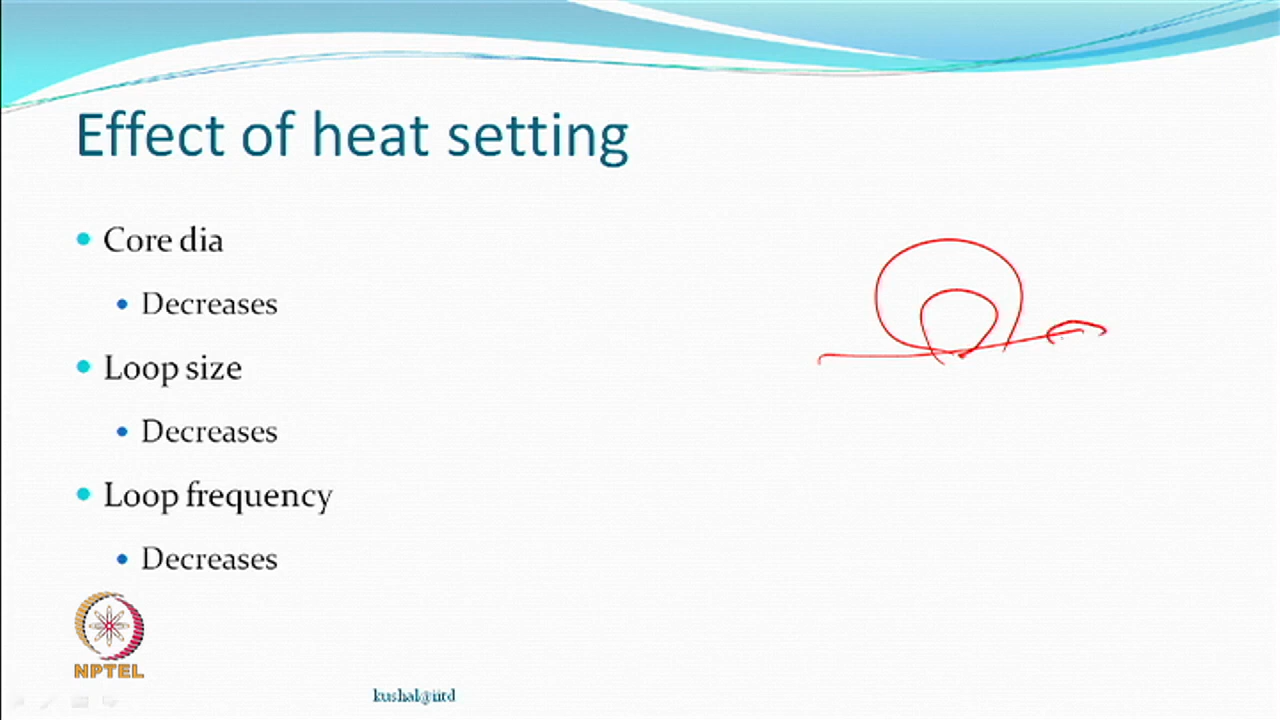 Effect of heat setting
Core dia
Decreases
Loop size
Decreases
Loop frequency
Decreases
NPTEL
kushal@iitd